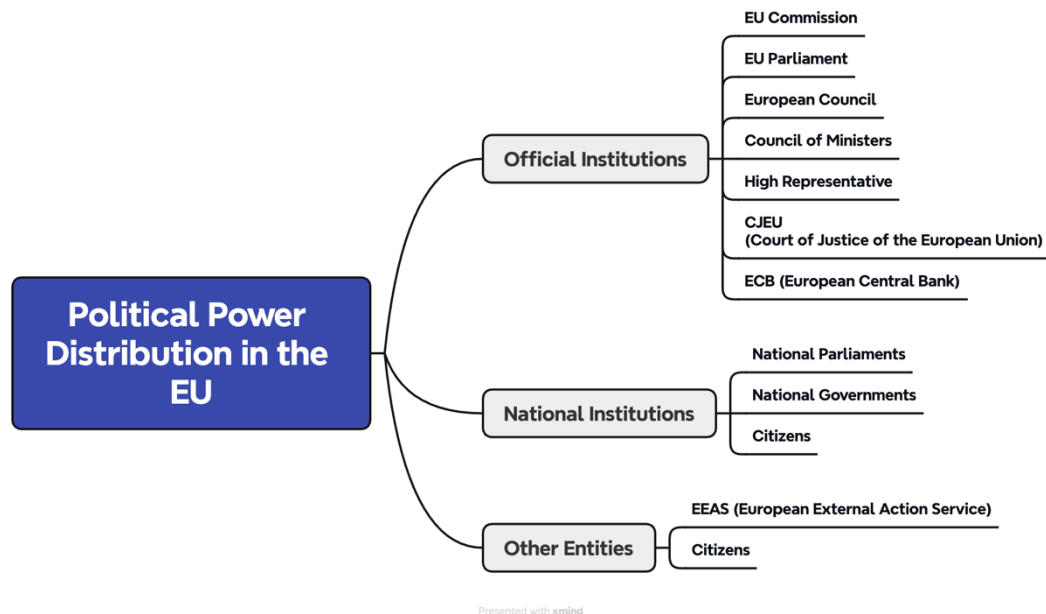 Political Power
Distribution in the
EU
Official Institutions
EU Commission
EU Parliament
European Council
Council of Ministers
High Representative
CJEU
(Court of Justice of the European Union)
ECB (European Central Bank)
National Institutions
National Parliaments
National Governments
Citizens
Other Entities
EEAS (European External Action Service)
Citizens
Presented with xmind